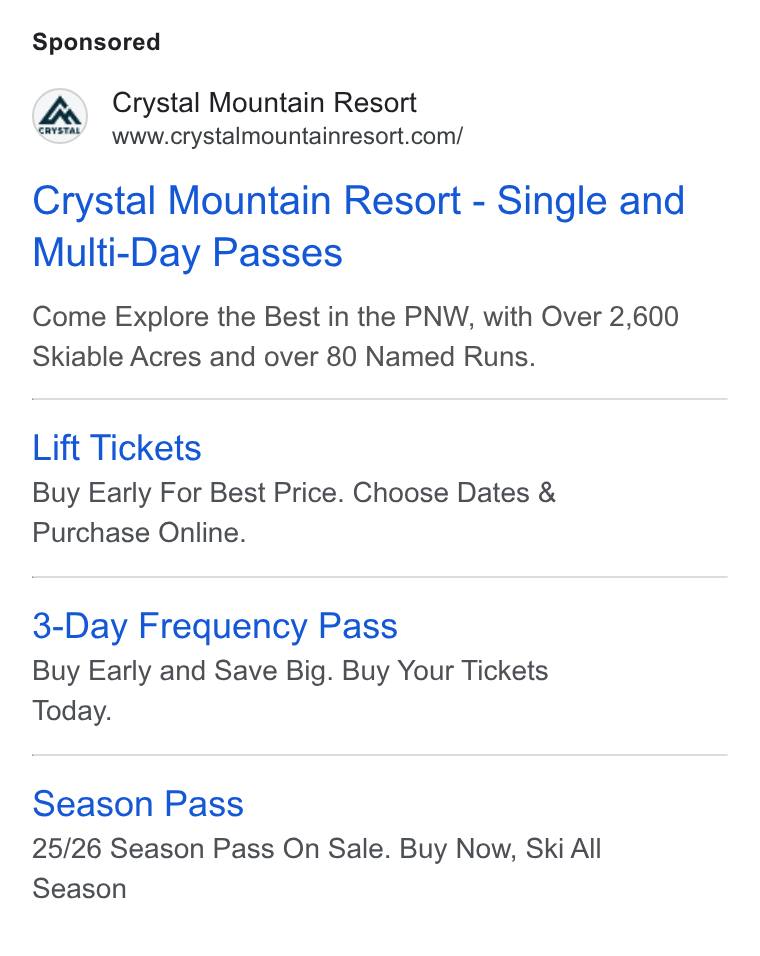 Sponsored
CRYSTAL
Crystal Mountain Resort
www.crystalmountainresort.com/
Crystal Mountain Resort - Single and
Multi-Day Passes
Come Explore the Best in the PNW, with Over 2,600
Skiable Acres and over 80 Named Runs.
Lift Tickets
Buy Early For Best Price. Choose Dates &
Purchase Online.
3-Day Frequency Pass
Buy Early and Save Big. Buy Your Tickets
Today.
Season Pass
25/26 Season Pass On Sale. Buy Now, Ski All
Season